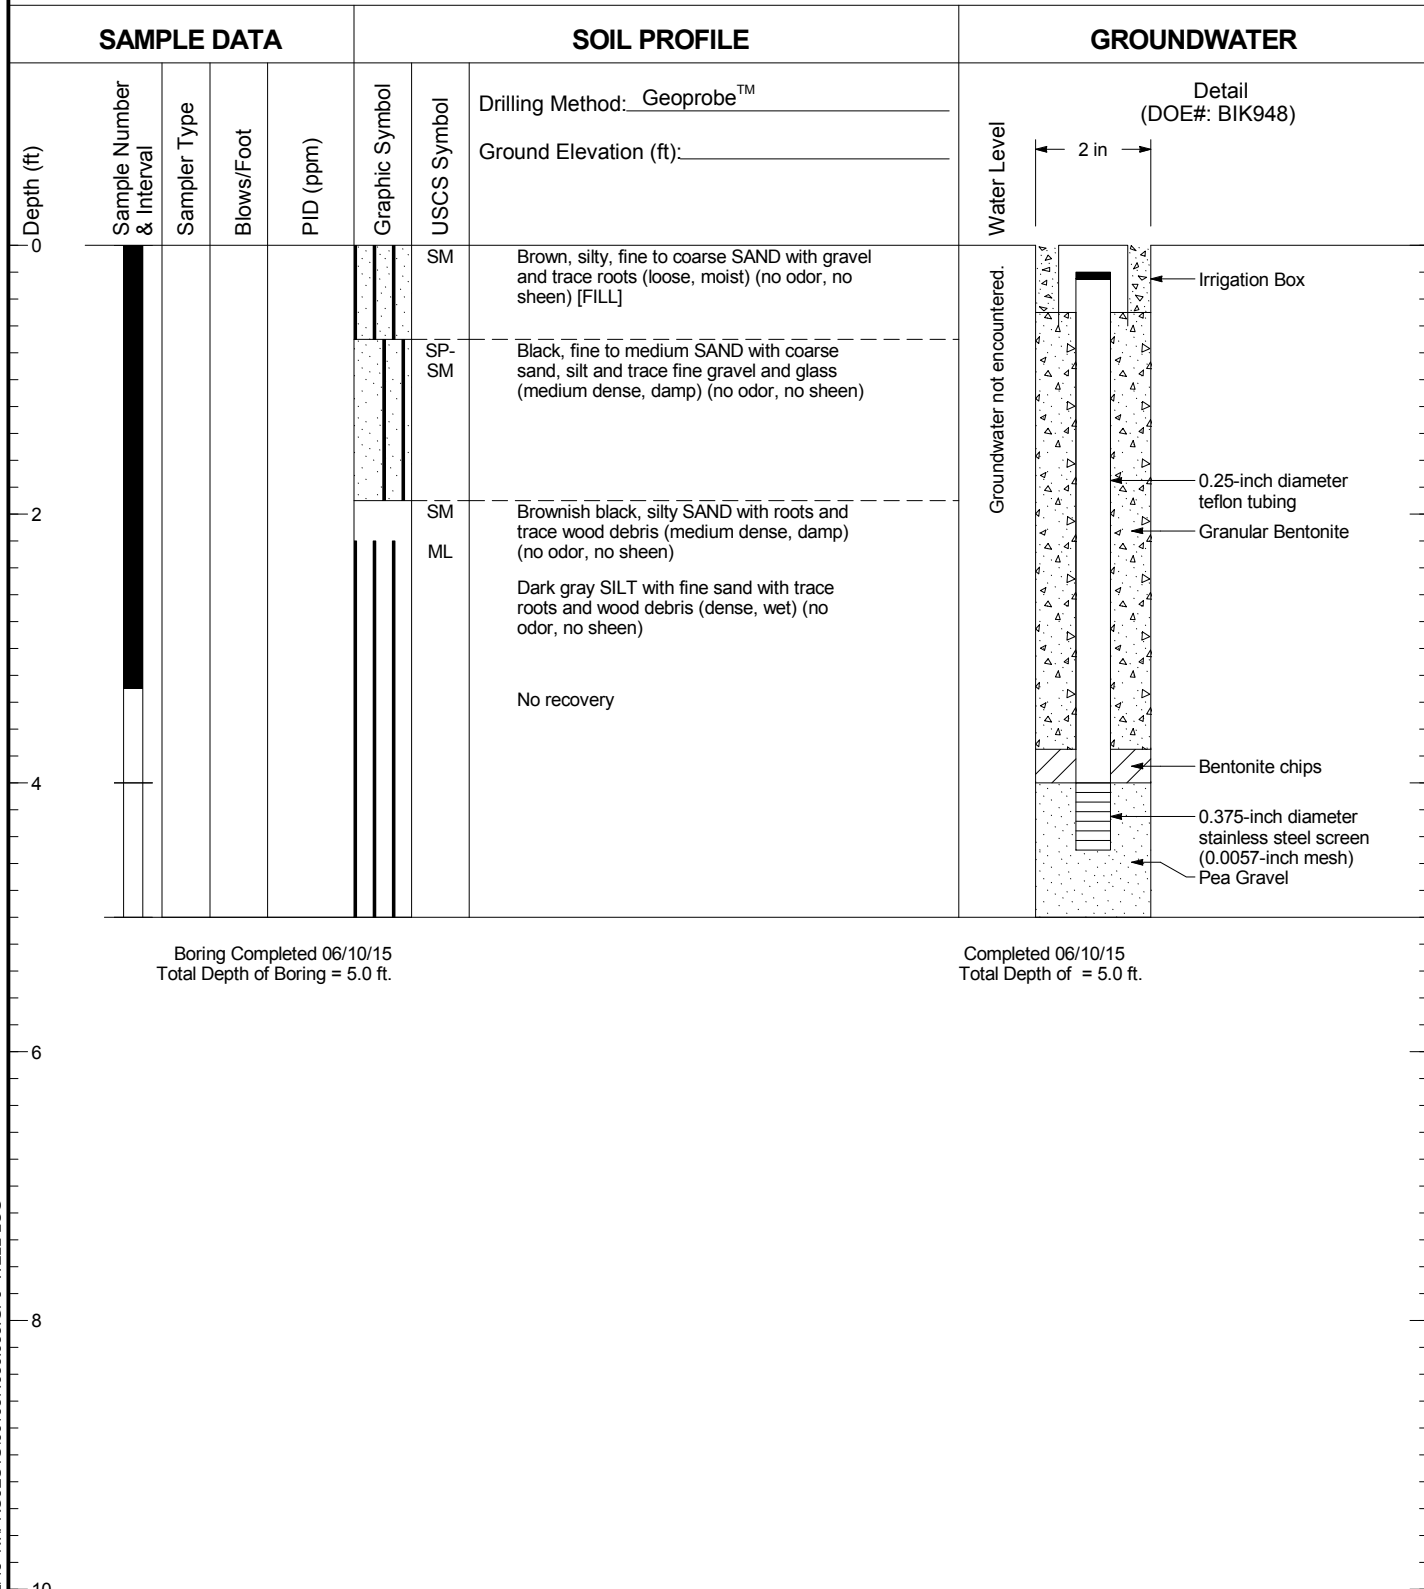 SAMPLE DATA
SOIL PROFILE
GROUNDWATER
Depth (ft)
Sample Number
& Interval
Sampler Type
Blows/Foot
PID (ppm)
Graphic Symbol
USCS Symbol
Drilling Method: Geoprobe™
Ground Elevation (ft):
Water Level
Detail
(DOE#: BIK948)
2 in
0
SM
Brown, silty, fine to coarse SAND with gravel
and trace roots (loose, moist) (no odor, no
sheen) [FILL]
SP-
SM
Black, fine to medium SAND with coarse
sand, silt and trace fine gravel and glass
(medium dense, damp) (no odor, no sheen)
2
SM
Brownish black, silty SAND with roots and
trace wood debris (medium dense, damp)
(no odor, no sheen)
ML
Dark gray SILT with fine sand with trace
roots and wood debris (dense, wet) (no
odor, no sheen)
No recovery
Groundwater not encountered.
Irrigation Box
0.25-inch diameter
teflon tubing
Granular Bentonite
Bentonite chips
4
0.375-inch diameter
stainless steel screen
(0.0057-inch mesh)
Pea Gravel
Boring Completed 06/10/15
Total Depth of Boring = 5.0 ft.
Completed 06/10/15
Total Depth of = 5.0 ft.
6
8
10